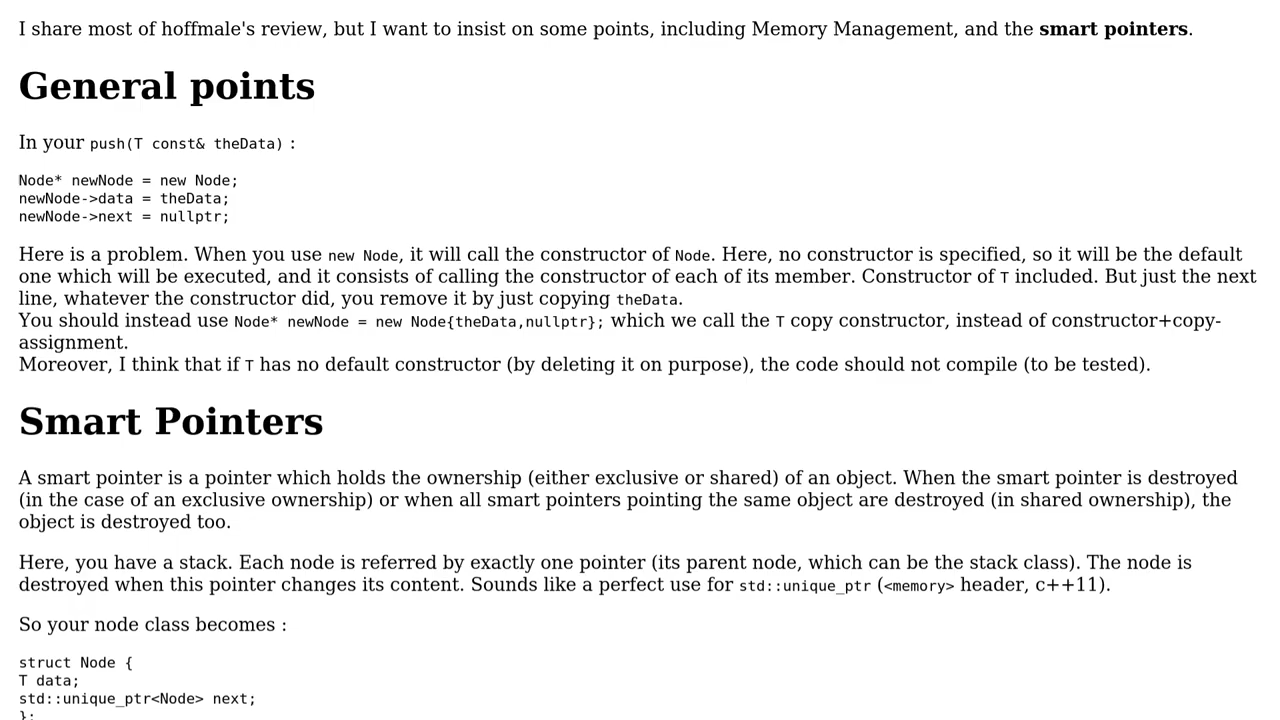 I share most of hoffmale's review, but I want to insist on some points, including Memory Management, and the smart pointers.
General points
In your push(T const& theData) :
Node* newNode = new Node;
newNode->data = theData;
newNode->next = nullptr;
Here is a problem. When you use new Node, it will call the constructor of Node. Here, no constructor is specified, so it will be the default
one which will be executed, and it consists of calling the constructor of each of its member. Constructor of T included. But just the next
line, whatever the constructor did, you remove it by just copying theData.
You should instead use Node* newNode = new Node{theData,nullptr}; which we call the T copy constructor, instead of constructor+copy-
assignment.
Moreover, I think that if T has no default constructor (by deleting it on purpose), the code should not compile (to be tested).
Smart Pointers
A smart pointer is a pointer which holds the ownership (either exclusive or shared) of an object. When the smart pointer is destroyed
(in the case of an exclusive ownership) or when all smart pointers pointing the same object are destroyed (in shared ownership), the
object is destroyed too.
Here, you have a stack. Each node is referred by exactly one pointer (its parent node, which can be the stack class). The node is
destroyed when this pointer changes its content. Sounds like a perfect use for std::unique_ptr (<memory> header, c++11).
So your node class becomes :
struct Node {
T data;
std::unique_ptr<Node> next;
};